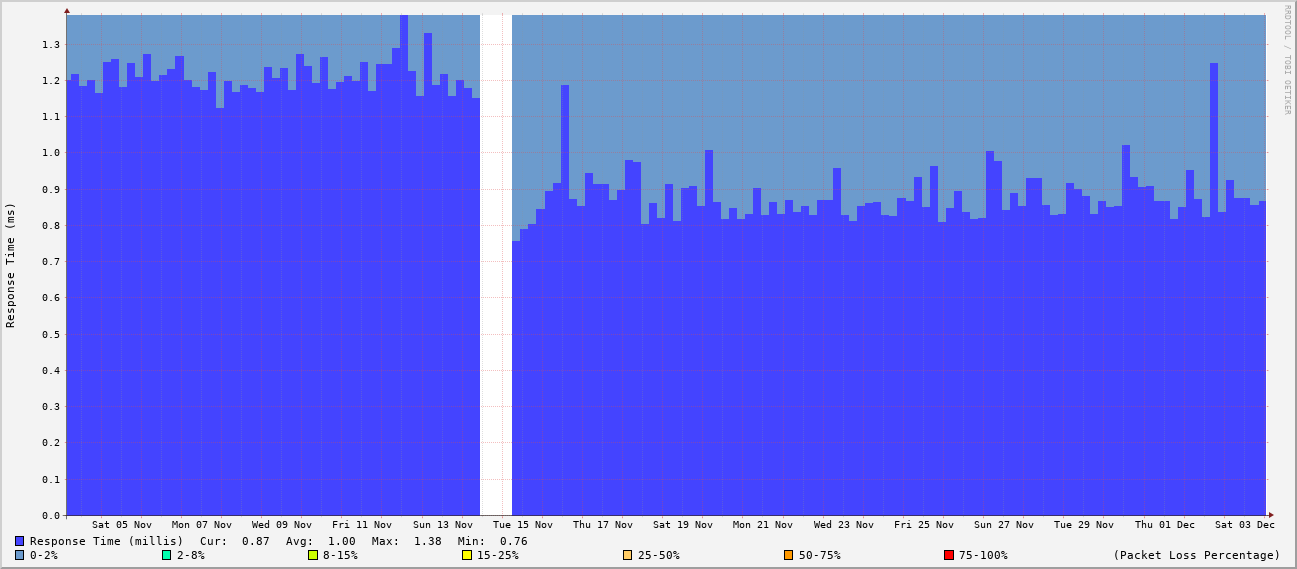 RRDTOOL / TOBI OETIKER
Response Time (ms)
1.3
1.2
1.1
1.0
0.9
0.8
0.7
0.6
0.5
0.4
0.3
0.2
0.1
0.0
Sat 05 Nov Mon 07 Nov Wed 09 Nov Fri 11 Nov Sun 13 Nov Tue 15 Nov Thu 17 Nov Sat 19 Nov Mon 21 Nov Wed 23 Nov Fri 25 Nov Sun 27 Nov Tue 29 Nov Thu 01 Dec Sat 03 Dec
Response Time (millis) Cur: 0.87 Avg: 1.00 Max: 1.38 Min: 0.76
0-2% 2-8% 8-15% 15-25% 25-50% 50-75% 75-100% (Packet Loss Percentage)